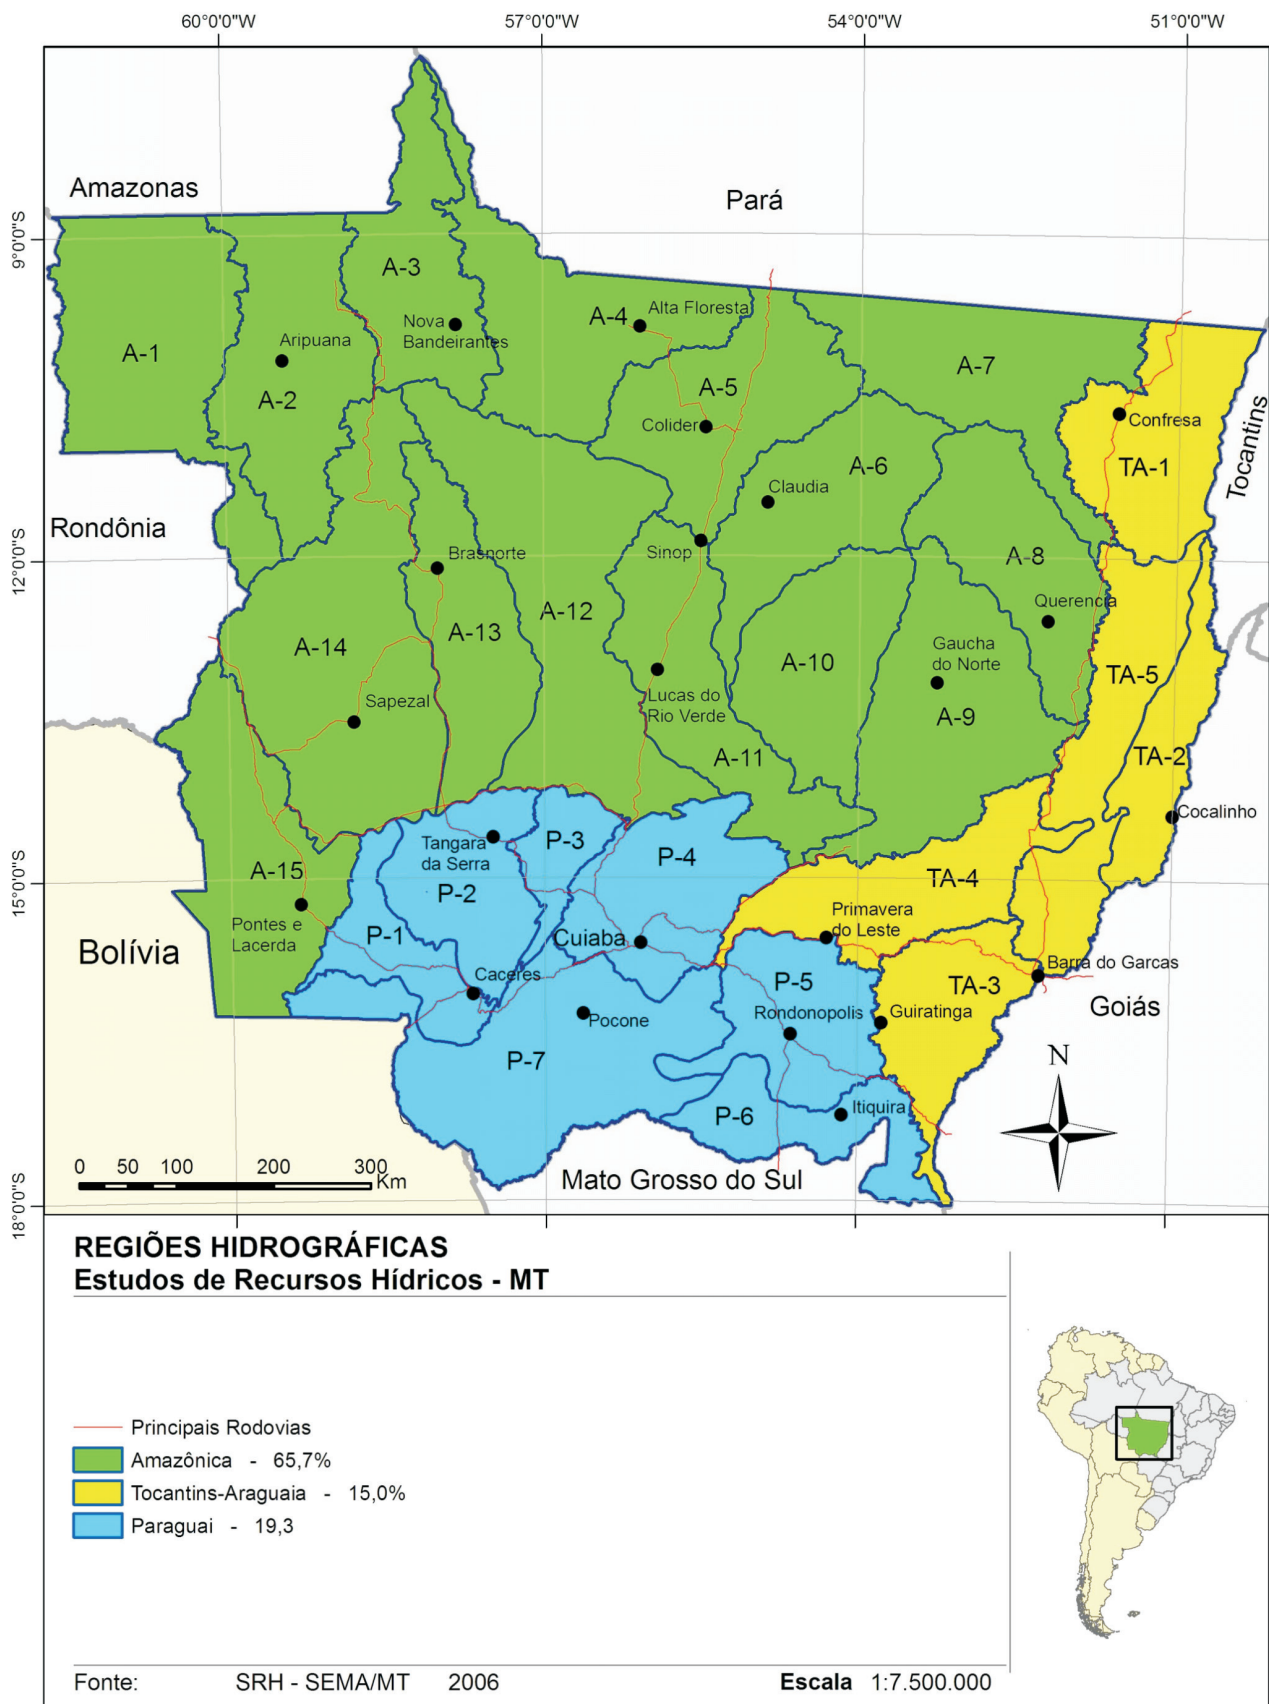 60°0'0"W
57°0'0"W
54°0'0"W
51°0'0"W
9°0'0"S
12°0'0"S
15°0'0"S
18°0'0"S
Amazonas
Pará
Tocantins
Rondônia
Bolívia
Goiás
Mato Grosso do Sul
A-1
A-2
Aripuana
A-3
Nova
Bandeirantes
A-4
Alta Floresta
A-5
Colider
A-7
Confresa
TA-1
A-6
Claudia
Sinop
A-8
Querencia
Brasnorte
A-12
A-13
A-14
Sapezal
Lucas do
Rio Verde
A-10
Gaucha
do Norte
A-9
A-11
TA-5
TA-2
Cocalinho
Tangara
da Serra
P-3
P-4
P-2
A-15
Pontes e
Lacerda
P-1
Cuiaba
TA-4
Primavera
do Leste
Caceres
Pocone
P-5
Rondonopolis
TA-3
Barra do Garcas
Guiratinga
P-7
P-6
Itiquira
N
0 50 100 200 300
Km
REGIÕES HIDROGRÁFICAS
Estudos de Recursos Hídricos - MT
Principais Rodovias
Amazônica - 65,7%
Tocantins-Araguaia - 15,0%
Paraguai - 19,3
Fonte: SRH - SEMA/MT 2006
Escala 1:7.500.000